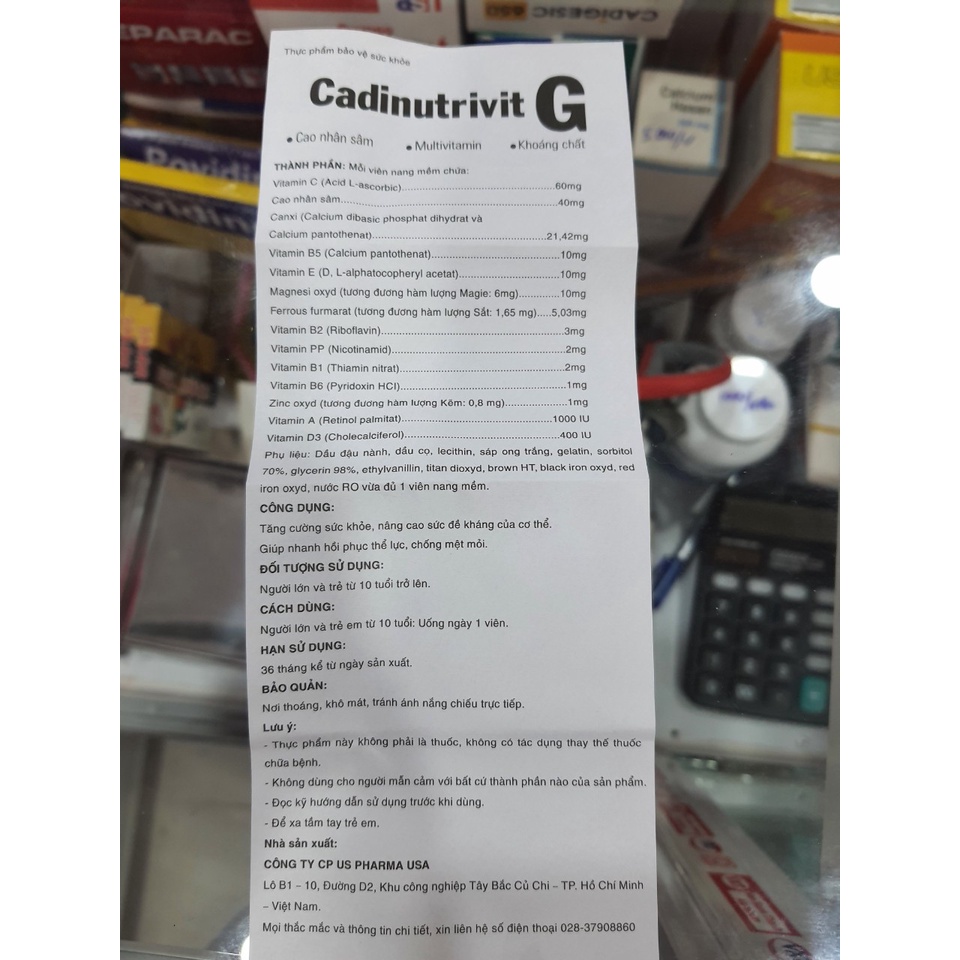 EPARAC
CADIGESIC 650
Povidi
Calcium
Thực phẩm bảo vệ sức khỏe
Cadinutrivit G
• Cao nhân sâm • Multivitamin • Khoáng chất
THÀNH PHẦN: Mỗi viên nang mềm chứa:
Vitamin C (Acid L-ascorbic)....................................60mg
Cao nhân sâm....................................40mg
Canxi (Calcium dibasic phosphat dihydrat và
Calcium pantothenat)....................................21,42mg
Vitamin B5 (Calcium pantothenat)....................................10mg
Vitamin E (D, L-alphatocopheryl acetat)....................................10mg
Magnesi oxyd (tương đương hàm lượng Magie: 6mg)..............10mg
Ferrous furmarat (tương đương hàm lượng Sắt: 1,65 mg).....5,03mg
Vitamin B2 (Riboflavin)....................................3mg
Vitamin PP (Nicotinamid)....................................2mg
Vitamin B1 (Thiamin nitrat)....................................2mg
Vitamin B6 (Pyridoxin HCl)....................................1mg
Zinc oxyd (tương đương hàm lượng Kẽm: 0,8 mg)....................1mg
Vitamin A (Retinol palmitat)....................................1000 IU
Vitamin D3 (Cholecalciferol)....................................400 IU
Phụ liệu: Dầu đậu nành, dầu cọ, lecithin, sáp ong trắng, gelatin, sorbitol
70%, glycerin 98%, ethylvanillin, titan dioxyd, brown HT, black iron oxyd, red
iron oxyd, nước RO vừa đủ 1 viên nang mềm.
CÔNG DỤNG:
Tăng cường sức khỏe, nâng cao sức đề kháng của cơ thể.
Giúp nhanh hồi phục thể lực, chống mệt mỏi.
ĐỐI TƯỢNG SỬ DỤNG:
Người lớn và trẻ từ 10 tuổi trở lên.
CÁCH DÙNG:
Người lớn và trẻ em từ 10 tuổi: Uống ngày 1 viên.
HẠN SỬ DỤNG:
36 tháng kể từ ngày sản xuất.
BẢO QUẢN:
Nơi thoáng, khô mát, tránh ánh nắng chiếu trực tiếp.
Lưu ý:
- Thực phẩm này không phải là thuốc, không có tác dụng thay thế thuốc
chữa bệnh.
- Không dùng cho người mẫn cảm với bất cứ thành phần nào của sản phẩm.
- Đọc kỹ hướng dẫn sử dụng trước khi dùng.
- Để xa tầm tay trẻ em.
Nhà sản xuất:
CÔNG TY CP US PHARMA USA
Lô B1 – 10, Đường D2, Khu công nghiệp Tây Bắc Củ Chi – TP. Hồ Chí Minh
– Việt Nam.
Mọi thắc mắc và thông tin chi tiết, xin liên hệ số điện thoại 028-37908860